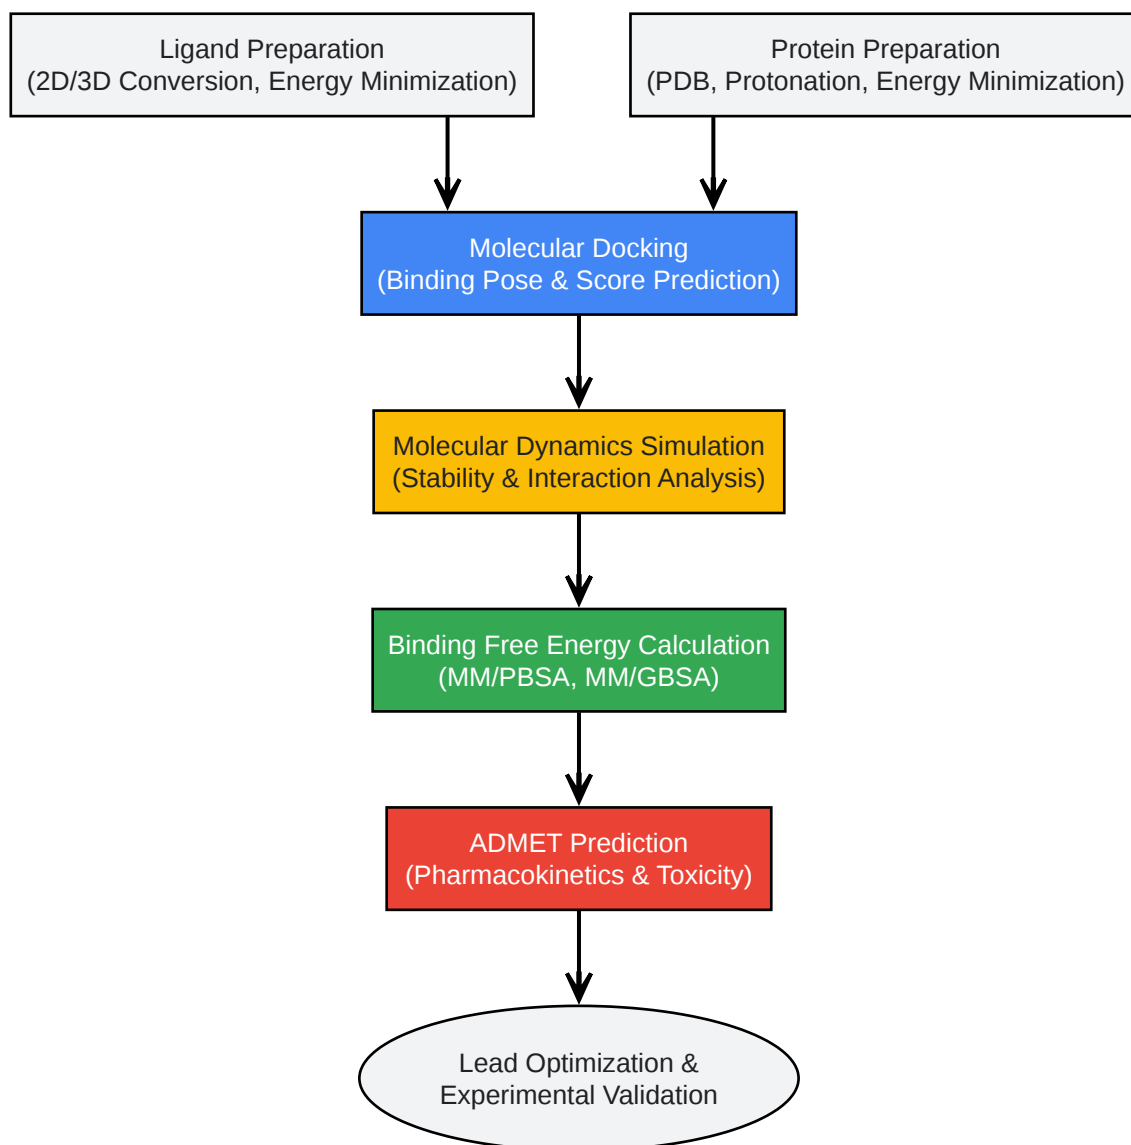 Ligand Preparation
(2D/3D Conversion, Energy Minimization)
Protein Preparation
(PDB, Protonation, Energy Minimization)
Molecular Docking
(Binding Pose & Score Prediction)
Molecular Dynamics Simulation
(Stability & Interaction Analysis)
Binding Free Energy Calculation
(MM/PBSA, MM/GBSA)
ADMET Prediction
(Pharmacokinetics & Toxicity)
Lead Optimization &
Experimental Validation